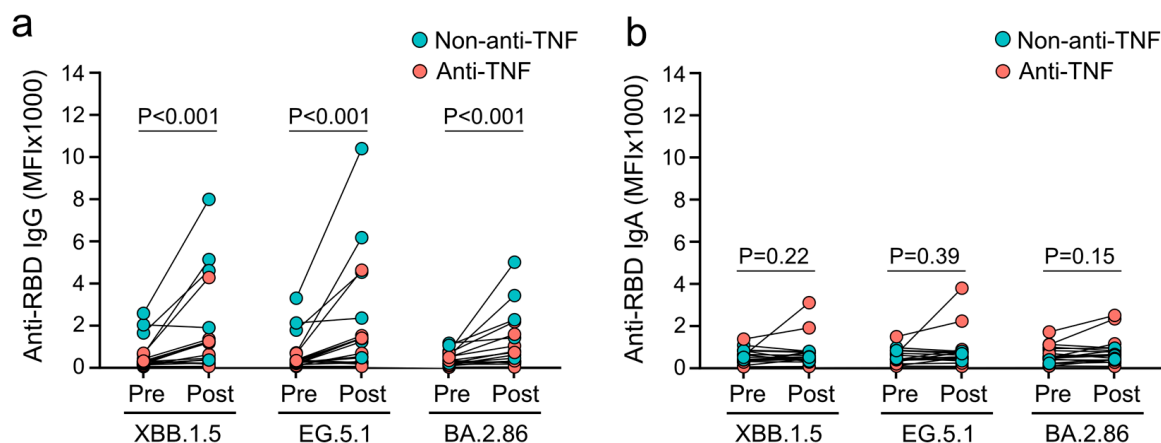 a
Non-anti-TNF
Anti-TNF
Anti-RBD IgG (MFIx1000)
14
12
10
8
6
4
2
0
P<0.001 P<0.001 P<0.001
Pre Post Pre Post Pre Post
XBB.1.5 EG.5.1 BA.2.86
b
Non-anti-TNF
Anti-TNF
Anti-RBD IgA (MFIx1000)
14
12
10
8
6
4
2
0
P=0.22 P=0.39 P=0.15
Pre Post Pre Post Pre Post
XBB.1.5 EG.5.1 BA.2.86